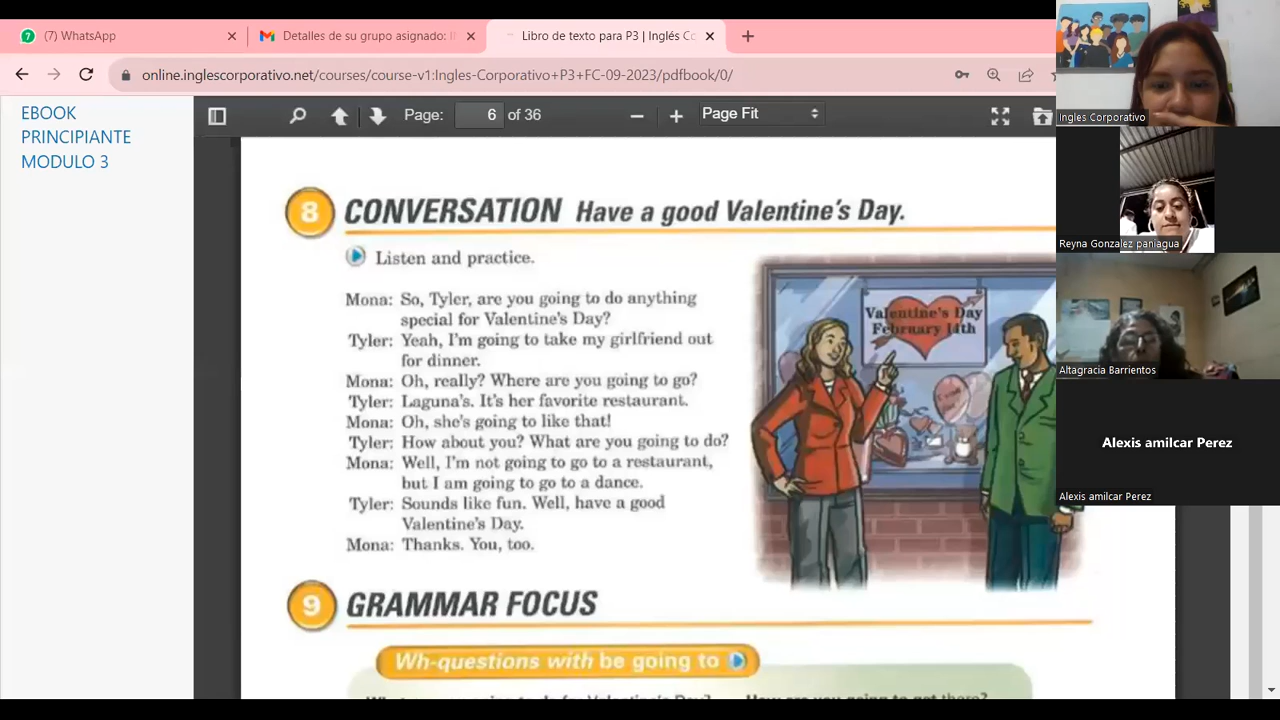 (7) WhatsApp
Detalles de su grupo asignado: I
Libro de texto para P3 | Inglés Co
online.inglescorporativo.net/courses/course-v1:Ingles-Corporativo+P3+FC-09-2023/pdfbook/0/
EBOOK
PRINCIPIANTE
MODULO 3
Page: 6 of 36
Page Fit
8 CONVERSATION Have a good Valentine's Day.
Listen and practice.
Mona: So, Tyler, are you going to do anything
special for Valentine's Day?
Tyler: Yeah, I'm going to take my girlfriend out
for dinner.
Mona: Oh, really? Where are you going to go?
Tyler: Laguna's. It's her favorite restaurant.
Mona: Oh, she's going to like that!
Tyler: How about you? What are you going to do?
Mona: Well, I'm not going to go to a restaurant,
but I am going to go to a dance.
Tyler: Sounds like fun. Well, have a good
Valentine's Day.
Mona: Thanks. You, too.
Valentine's Day
February 14th
9 GRAMMAR FOCUS
Wh-questions with be going to
Ingles Corporativo
Reyna Gonzalez paniagua
Altagracia Barrientos
Alexis amilcar Perez
Alexis amilcar Perez